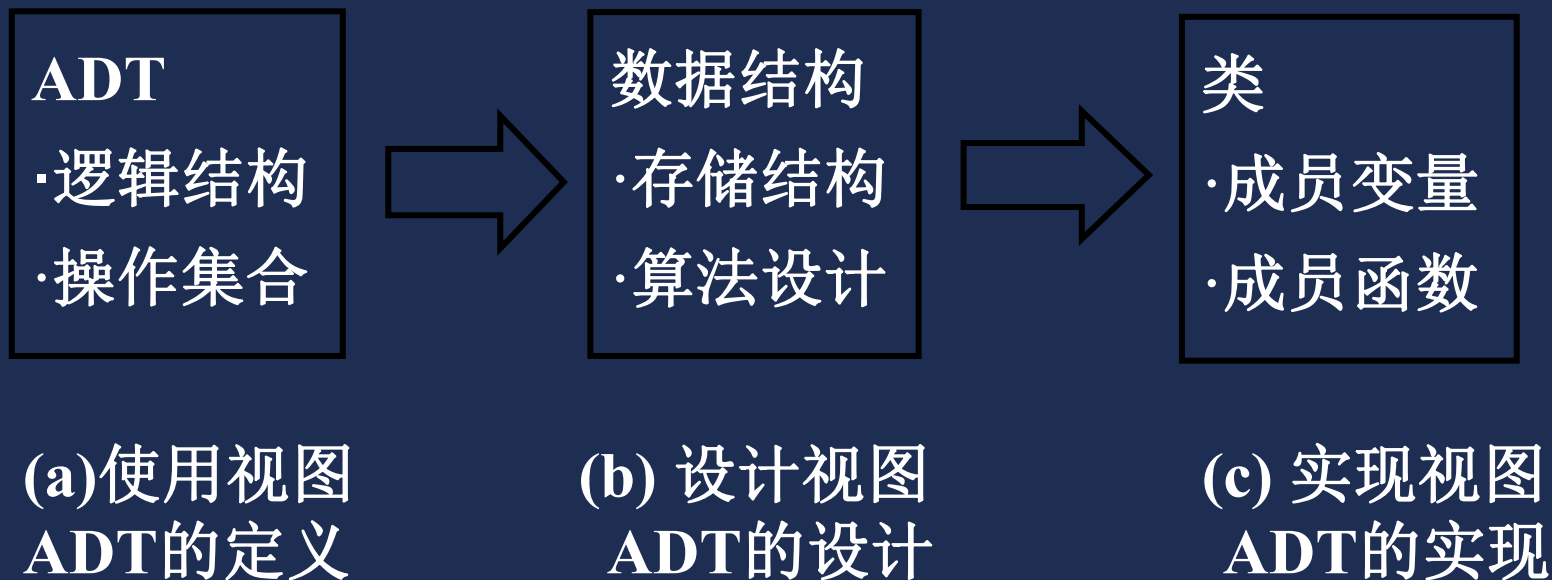 ADT
·逻辑结构
·操作集合
数据结构
·存储结构
·算法设计
类
·成员变量
·成员函数
(a)使用视图
ADT的定义
(b) 设计视图
ADT的设计
(c) 实现视图
ADT的实现